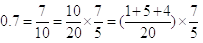 0.7 = 7/10 = 10/20 × 7/5 = (1+5+4/20) × 7/5